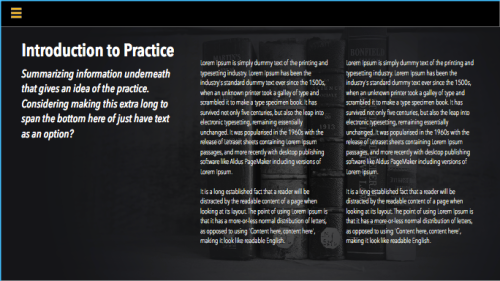 Introduction to Practice
Summarizing information underneath
that gives an idea of the practice.
Considering making this extra long to
span the bottom here of just have text
as an option?
Lorem Ipsum is simply dummy text of the printing and
typesetting industry. Lorem Ipsum has been the
industry's standard dummy text ever since the 1500s,
when an unknown printer took a galley of type and
scrambled it to make a type specimen book. It has
survived not only five centuries, but also the leap into
electronic typesetting, remaining essentially
unchanged. It was popularised in the 1960s with the
release of Letraset sheets containing Lorem Ipsum
passages, and more recently with desktop publishing
software like Aldus PageMaker including versions of
Lorem Ipsum.
It is a long established fact that a reader will be
distracted by the readable content of a page when
looking at its layout. The point of using Lorem Ipsum is
that it has a more-or-less normal distribution of letters,
as opposed to using 'Content here, content here',
making it look like readable English.
Lorem Ipsum is simply dummy text of the printing and
typesetting industry. Lorem Ipsum has been the
industry's standard dummy text ever since the 1500s,
when an unknown printer took a galley of type and
scrambled it to make a type specimen book. It has
survived not only five centuries, but also the leap into
electronic typesetting, remaining essentially
unchanged. It was popularised in the 1960s with the
release of Letraset sheets containing Lorem Ipsum
passages, and more recently with desktop publishing
software like Aldus PageMaker including versions of
Lorem Ipsum.
It is a long established fact that a reader will be
distracted by the readable content of a page when
looking at its layout. The point of using Lorem Ipsum is
that it has a more-or-less normal distribution of letters,
as opposed to using 'Content here, content here',
making it look like readable English.